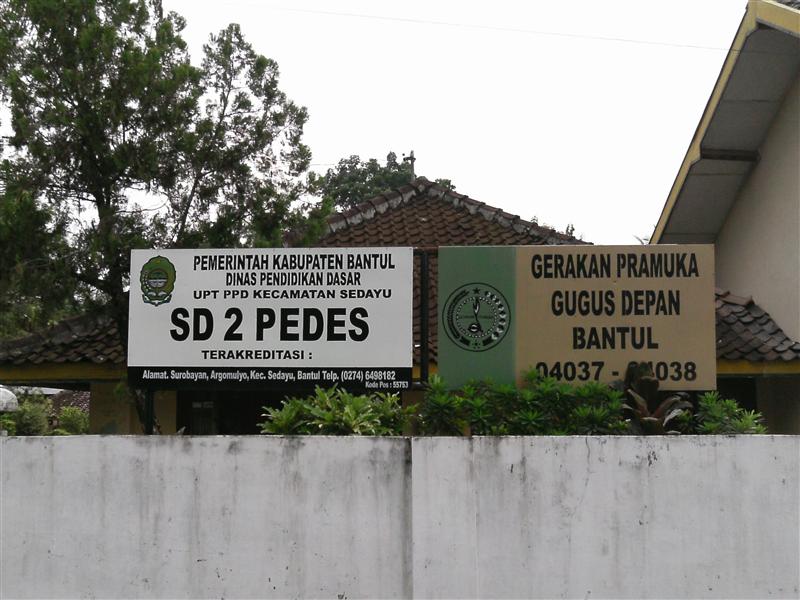 PEMERINTAH KABUPATEN BANTUL
DINAS PENDIDIKAN DASAR
UPT PPD KECAMATAN SEDAYU
SD 2 PEDES
TERAKREDITASI :
Alamat. Surobayan, Argomulyo, Kec. Sedayu, Bantul Telp. (0274) 6498182
Kode Pos : 55753
GERAKAN PRAMUKA
GUGUS DEPAN
BANTUL
04037 - 04038